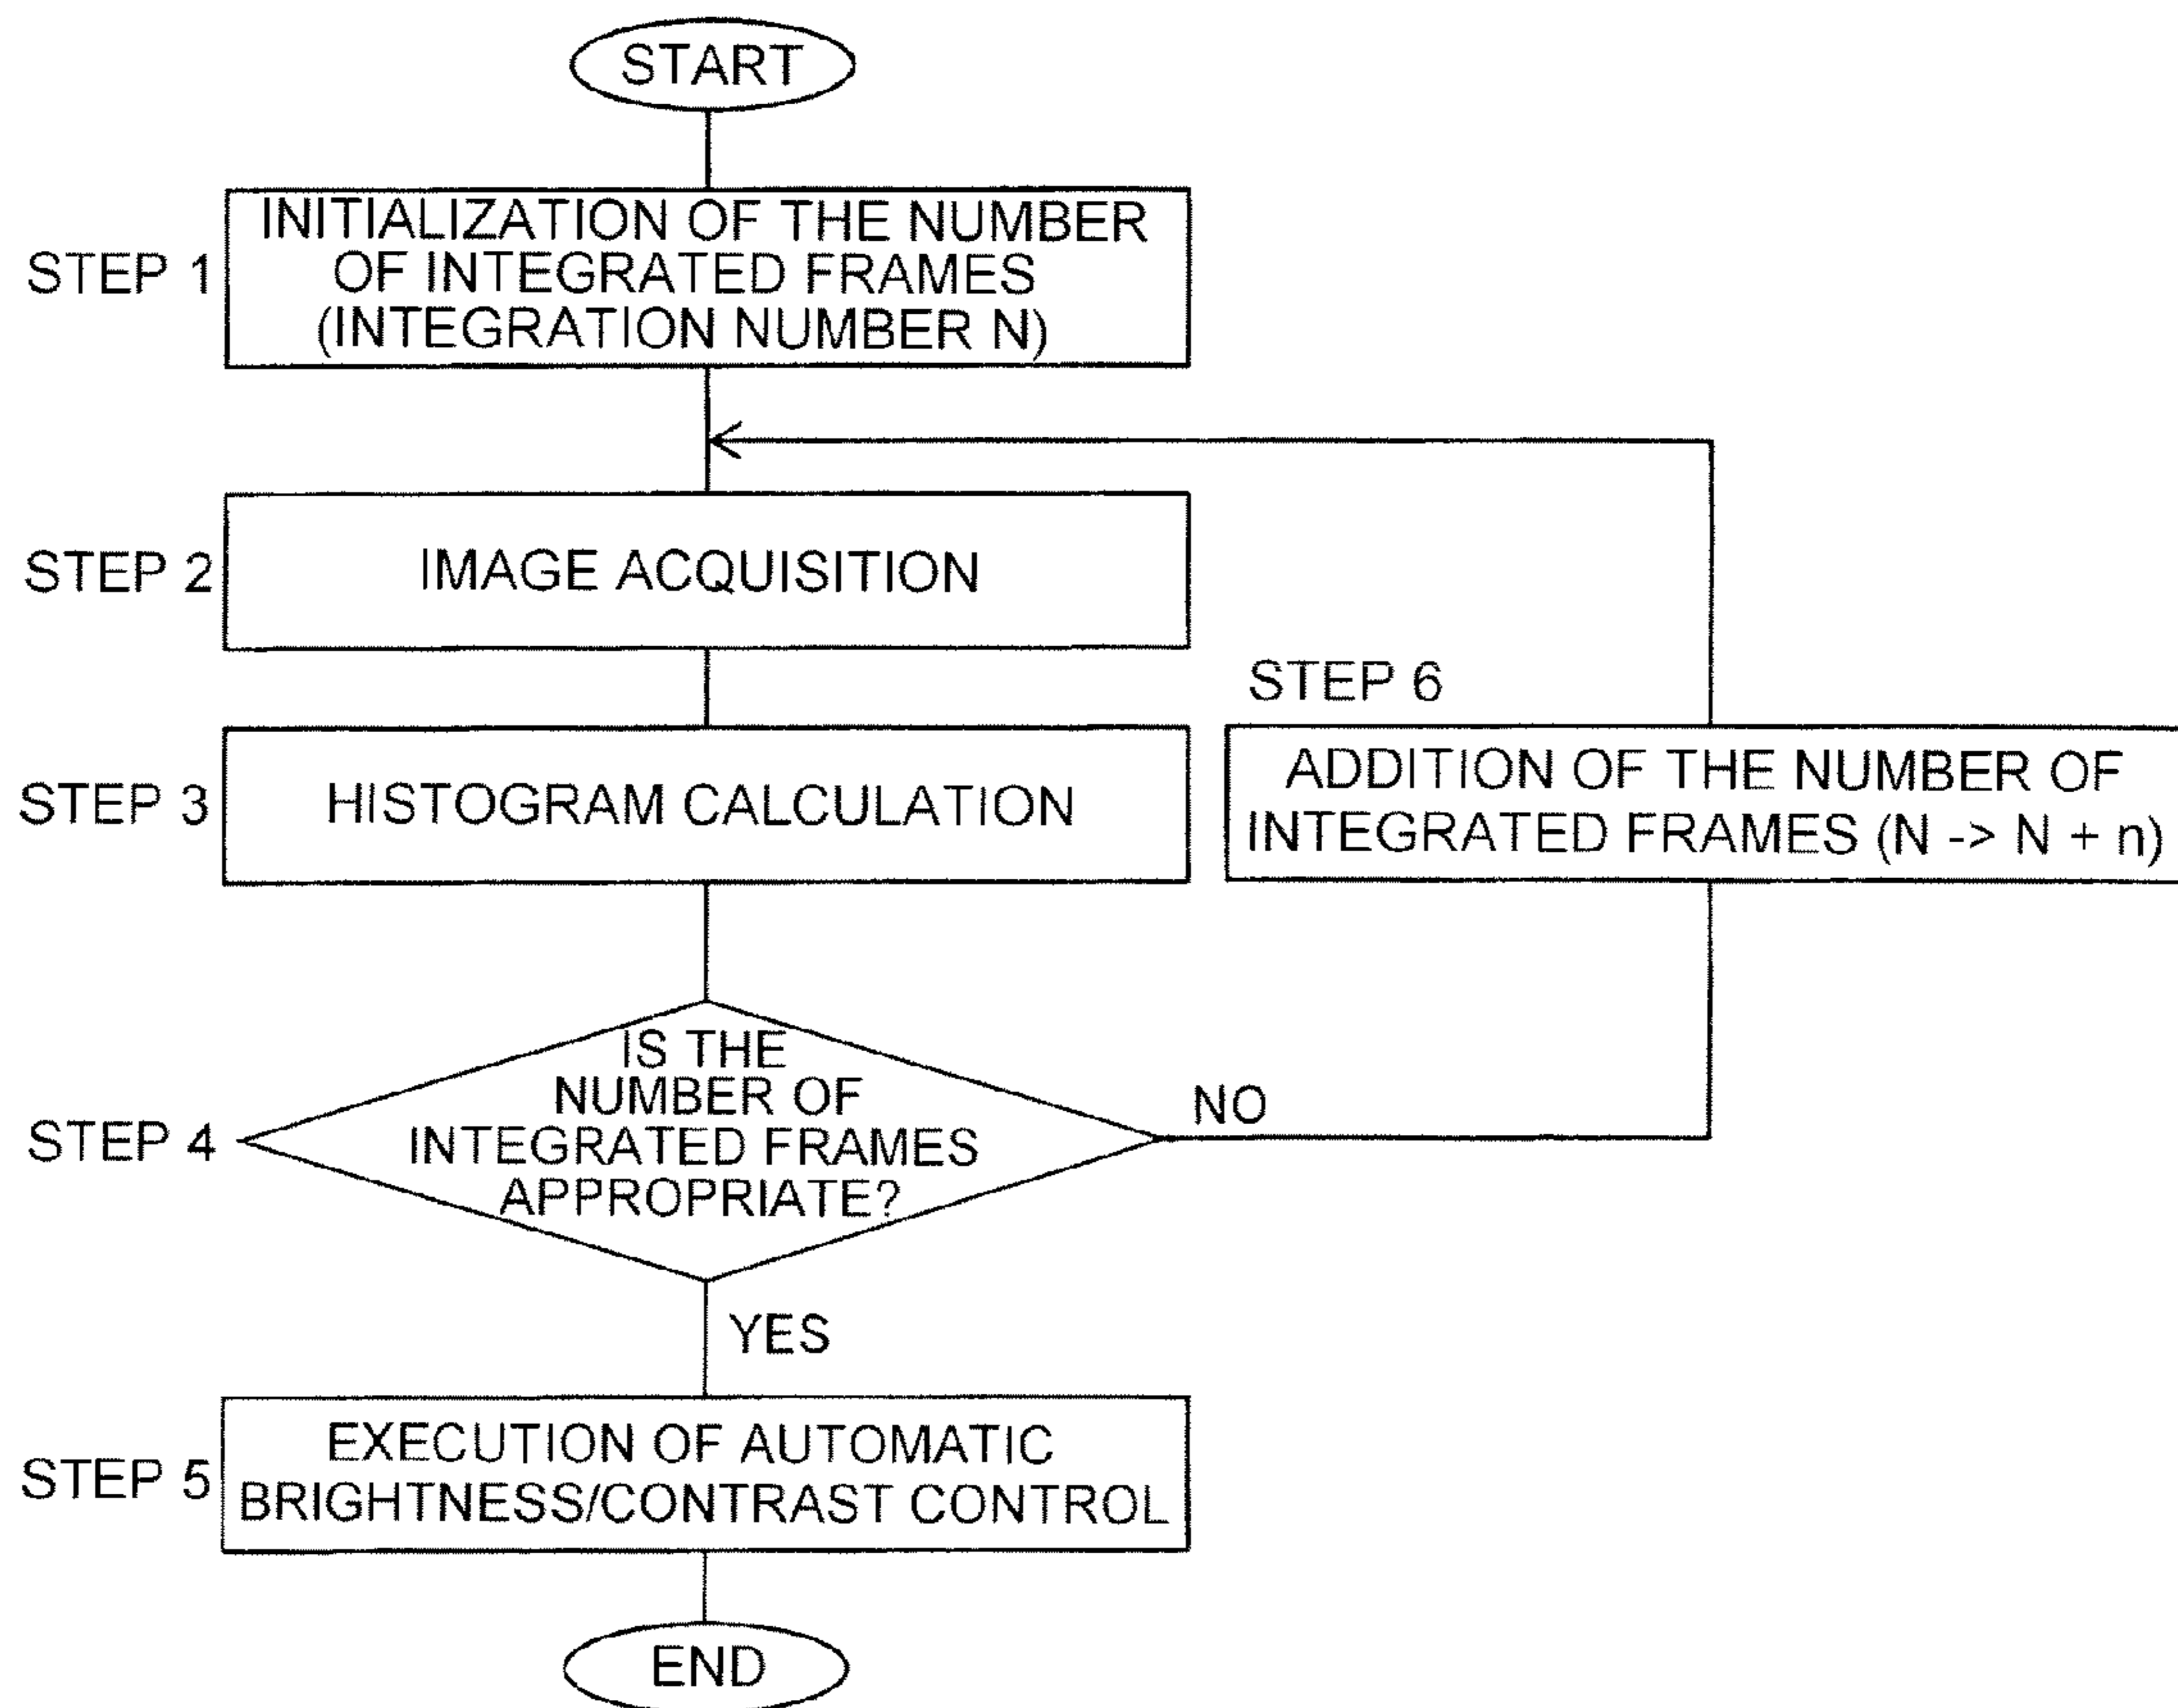 START
STEP 1
INITIALIZATION OF THE NUMBER
OF INTEGRATED FRAMES
(INTEGRATION NUMBER N)
STEP 2
IMAGE ACQUISITION
STEP 3
HISTOGRAM CALCULATION
STEP 6
ADDITION OF THE NUMBER OF
INTEGRATED FRAMES (N -> N + n)
STEP 4
IS THE
NUMBER OF
INTEGRATED FRAMES
APPROPRIATE?
NO
YES
STEP 5
EXECUTION OF AUTOMATIC
BRIGHTNESS/CONTRAST CONTROL
END